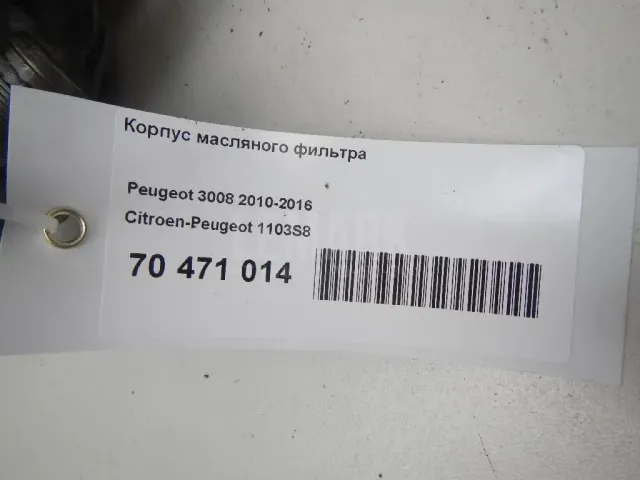 Корпус масляного фильтра
Peugeot 3008 2010-2016
Citroen-Peugeot 1103S8
70 471 014